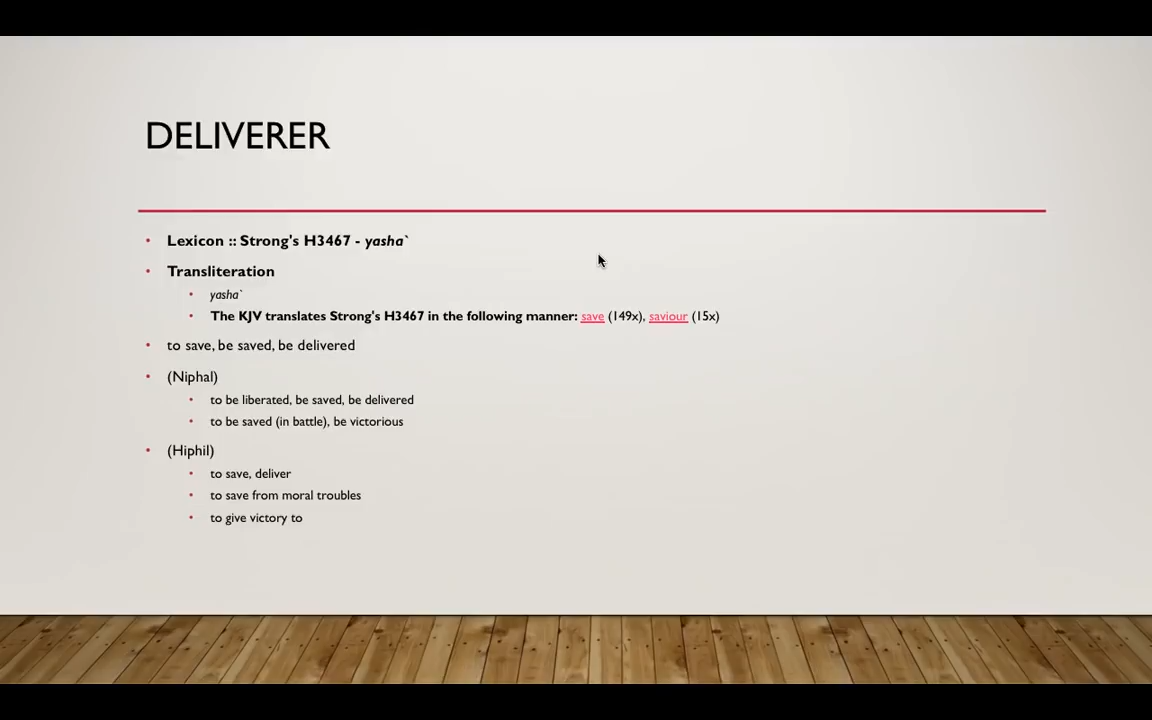 DELIVERER
Lexicon :: Strong's H3467 - yasha`
Transliteration
yasha`
The KJV translates Strong's H3467 in the following manner: save (149x), saviour (15x)
to save, be saved, be delivered
(Niphal)
to be liberated, be saved, be delivered
to be saved (in battle), be victorious
(Hiphil)
to save, deliver
to save from moral troubles
to give victory to